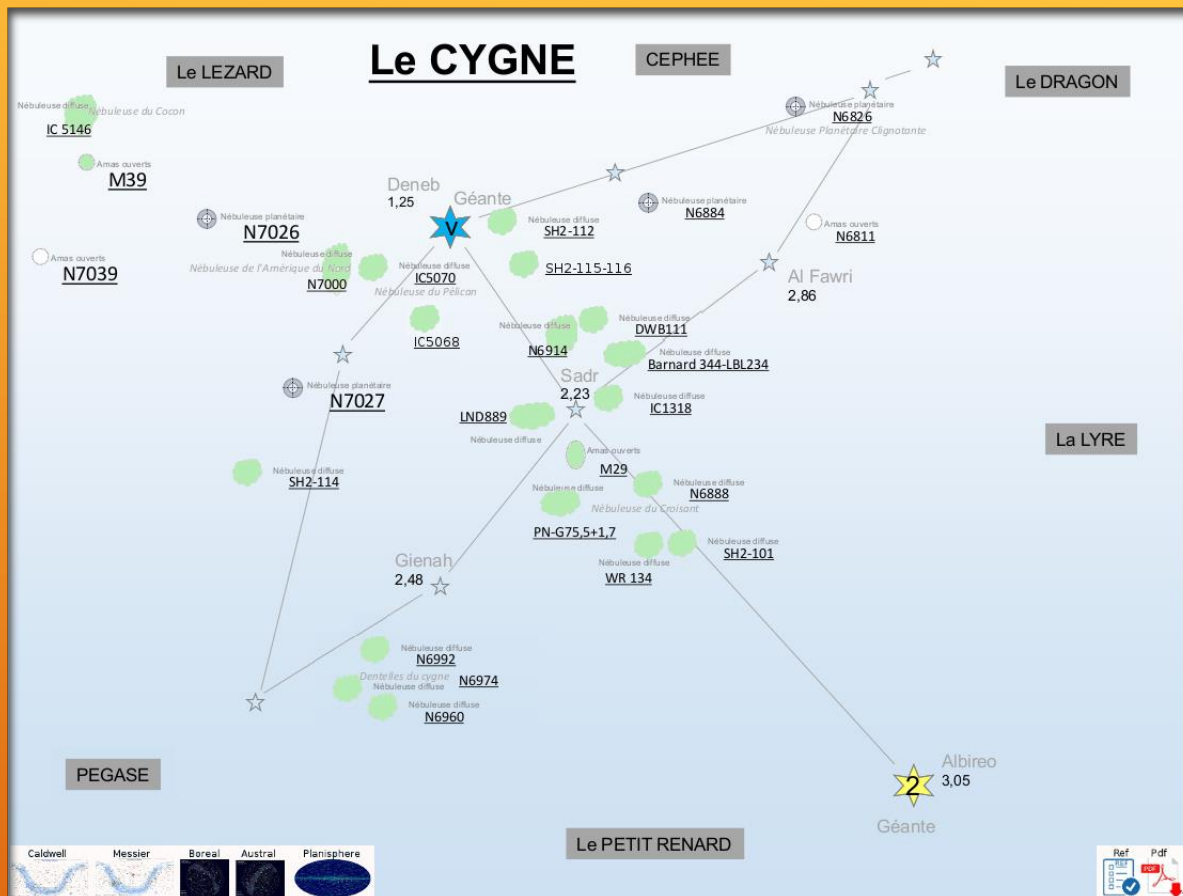 Le CYGNE
Le LEZARD
CEPHEE
Le DRAGON
Nébuleuse diffuse
Nébuleuse du Cocon
IC 5146
Nébuleuse planétaire
N6826
Nébuleuse Planétaire Clignotante
Amas ouverts
M39
Deneb
1,25
Géante
V
Nébuleuse planétaire
N7026
Nébuleuse diffuse
SH2-112
Nébuleuse planétaire
N6884
Amas ouverts
N6811
Amas ouverts
N7039
Nébuleuse diffuse
Nébuleuse de l'Amérique du Nord
N7000
Nébuleuse diffuse
IC5070
Nébuleuse du Pélican
SH2-115-116
Al Fawri
2,86
IC5068
Nébuleuse diffuse
N6914
Nébuleuse diffuse
DWB111
Nébuleuse diffuse
Barnard 344-LBL234
Sadr
2,23
Nébuleuse planétaire
N7027
Nébuleuse diffuse
IC1318
LND889
Nébuleuse diffuse
La LYRE
Amas ouverts
M29
Nébuleuse diffuse
SH2-114
Nébuleuse diffuse
N6888
Nébuleuse du Croisant
Nébuleuse diffuse
PN-G75,5+1,7
Nébuleuse diffuse
SH2-101
Nébuleuse diffuse
WR 134
Gienah
2,48
Nébuleuse diffuse
N6992
Dentelles du cygne
N6974
Nébuleuse diffuse
Nébuleuse diffuse
N6960
PEGASE
Albireo
3,05
2
Géante
Le PETIT RENARD
Caldwell
Messier
Boreal
Austral
Planisphere
Ref
REF
Pdf
PDF